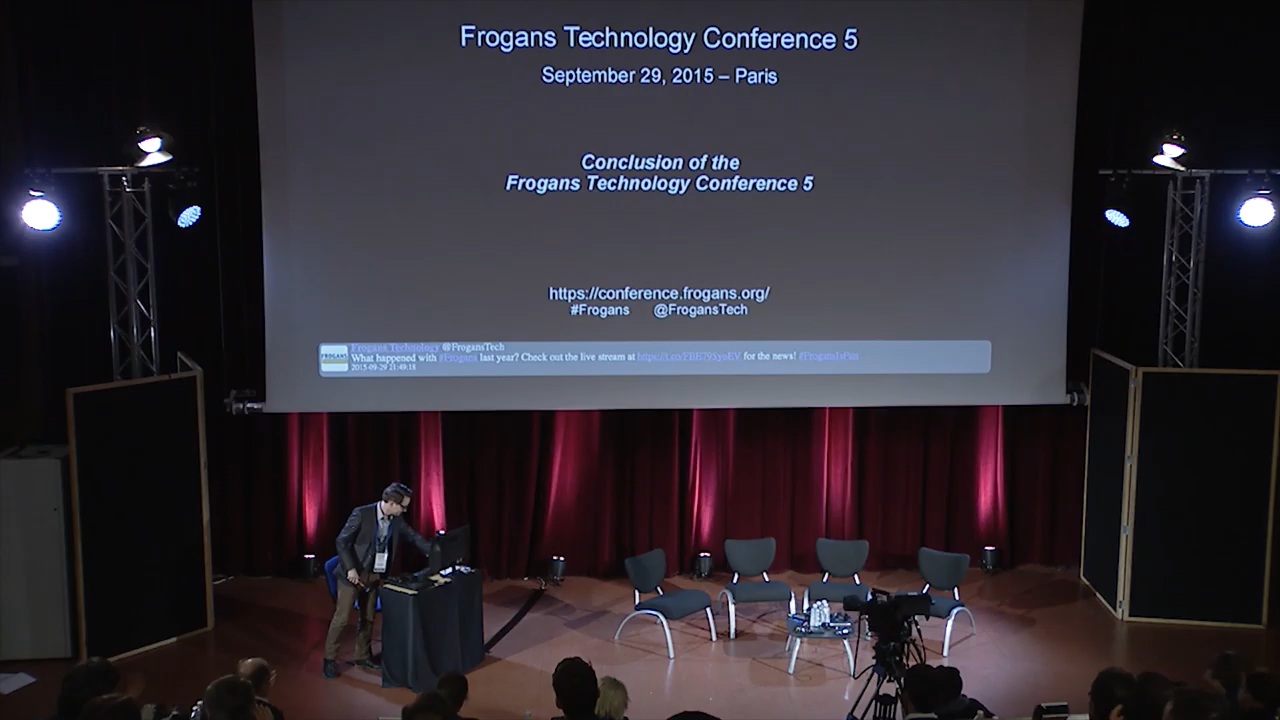 Frogans Technology Conference 5
September 29, 2015 – Paris
Conclusion of the
Frogans Technology Conference 5
https://conference.frogans.org/
#Frogans @FrogansTech
FROGANS
Frogans Technology @FrogansTech
What happened with #Frogans last year? Check out the live stream at for the news!
2015-09-29 21:49:18